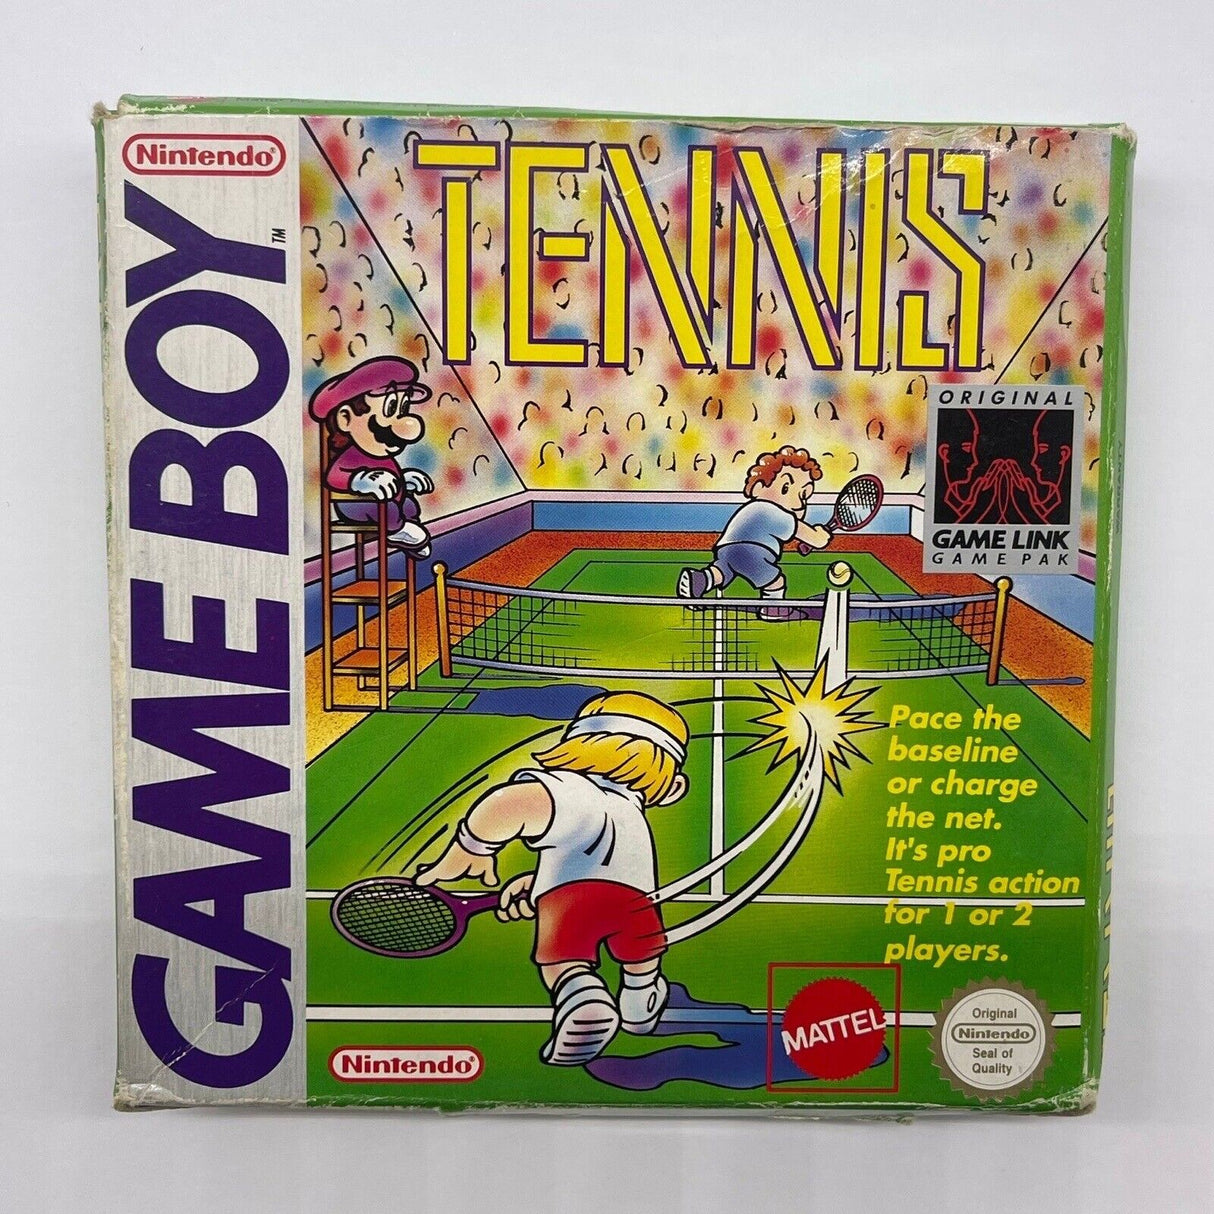 Nintendo®
GAME BOY™
TENNIS
ORIGINAL
GAME LINK
GAME PAK
Pace the
baseline
or charge
the net.
It's pro
Tennis action
for 1 or 2
players.
Nintendo®
MATTEL
Original
Nintendo
Seal of
Quality